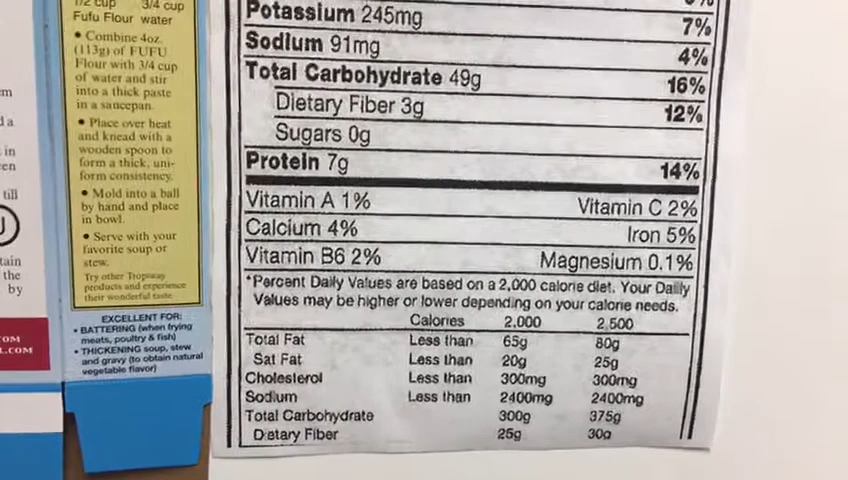 1/2 cup 3/4 cup
Fufu Flour water
• Combine 4oz.
(113g) of FUFU
Flour with 3/4 cup
of water and stir
into a thick paste
in a saucepan.
• Place over heat
and knead with a
wooden spoon to
form a thick, uni-
form consistency.
• Mold into a ball
by hand and place
in bowl.
• Serve with your
favorite soup or
stew.
Try other Tropiway
products and experience
their wonderful taste
EXCELLENT FOR:
• BATTERING (when frying
meats, poultry & fish)
• THICKENING soup, stew
and gravy (to obtain natural
vegetable flavor)
in
till
the
by
Potassium 245mg 7%
Sodium 91mg 4%
Total Carbohydrate 49g 16%
Dietary Fiber 3g 12%
Sugars 0g
Protein 7g 14%
Vitamin A 1% Vitamin C 2%
Calcium 4% Iron 5%
Vitamin B6 2% Magnesium 0.1%
*Percent Daily Values are based on a 2,000 calorie diet. Your Daily
Values may be higher or lower depending on your calorie needs.
Calories 2,000 2,500
Total Fat Less than 65g 80g
Sat Fat Less than 20g 25g
Cholesterol Less than 300mg 300mg
Sodium Less than 2400mg 2400mg
Total Carbohydrate 300g 375g
Dietary Fiber 25g 30g